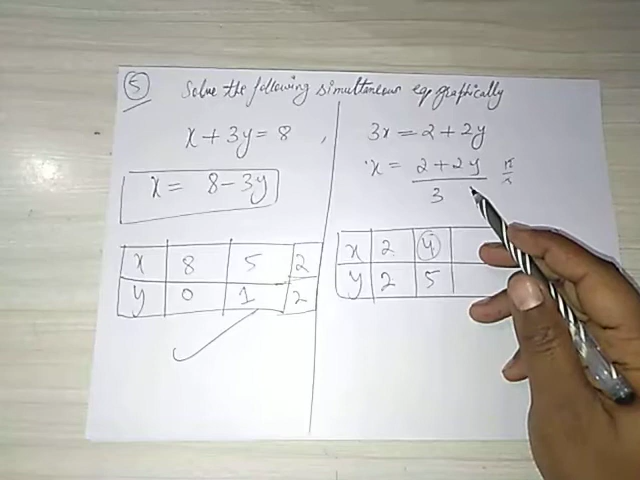 5 Solve the following simultaneous eqn graphically
x + 3y = 8 ,
x = 8 - 3y
x 8 5 2
y 0 1 2
3x = 2 + 2y
x = 2 + 2y
3
x 2 4
y 2 5